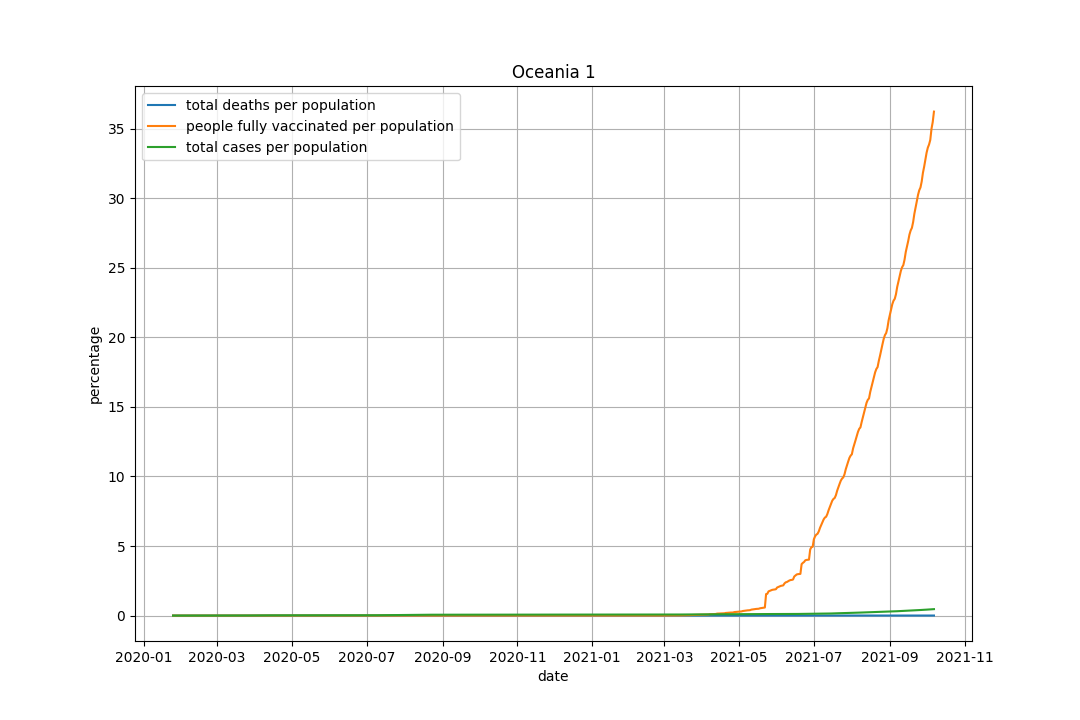 Oceania 1
total deaths per population
people fully vaccinated per population
total cases per population
percentage
35
30
25
20
15
10
5
0
2020-01 2020-03 2020-05 2020-07 2020-09 2020-11 2021-01 2021-03 2021-05 2021-07 2021-09 2021-11
date